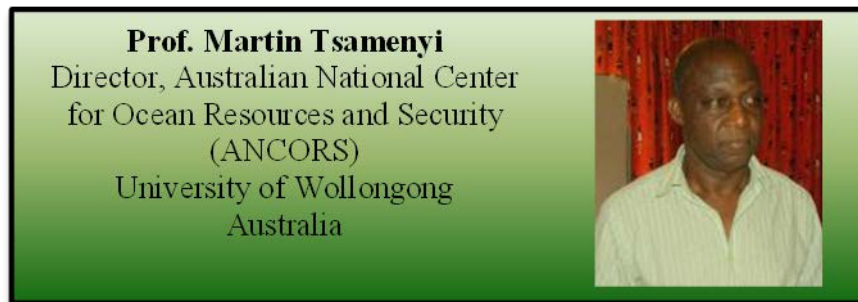 Prof. Martin Tsamenyi
Director, Australian National Center
for Ocean Resources and Security
(ANCORS)
University of Wollongong
Australia